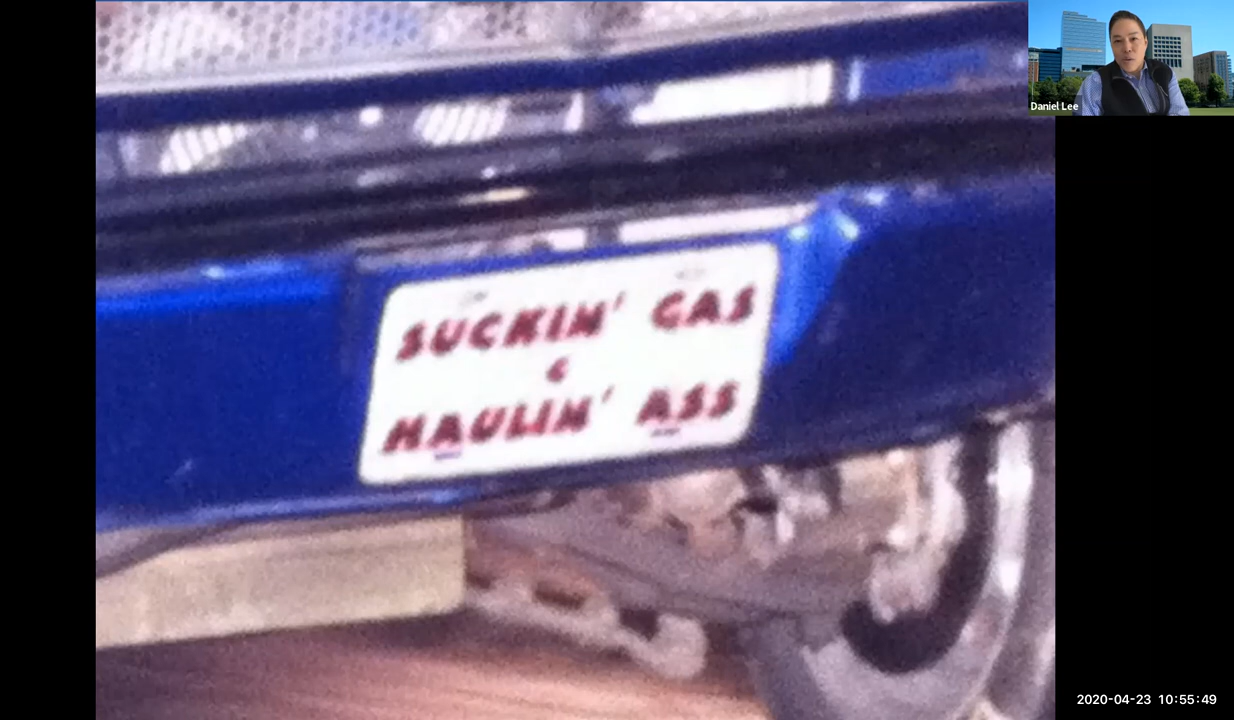 Daniel Lee
SUCKIN' GAS
&
HAULIN' ASS
2020-04-23 10:55:49